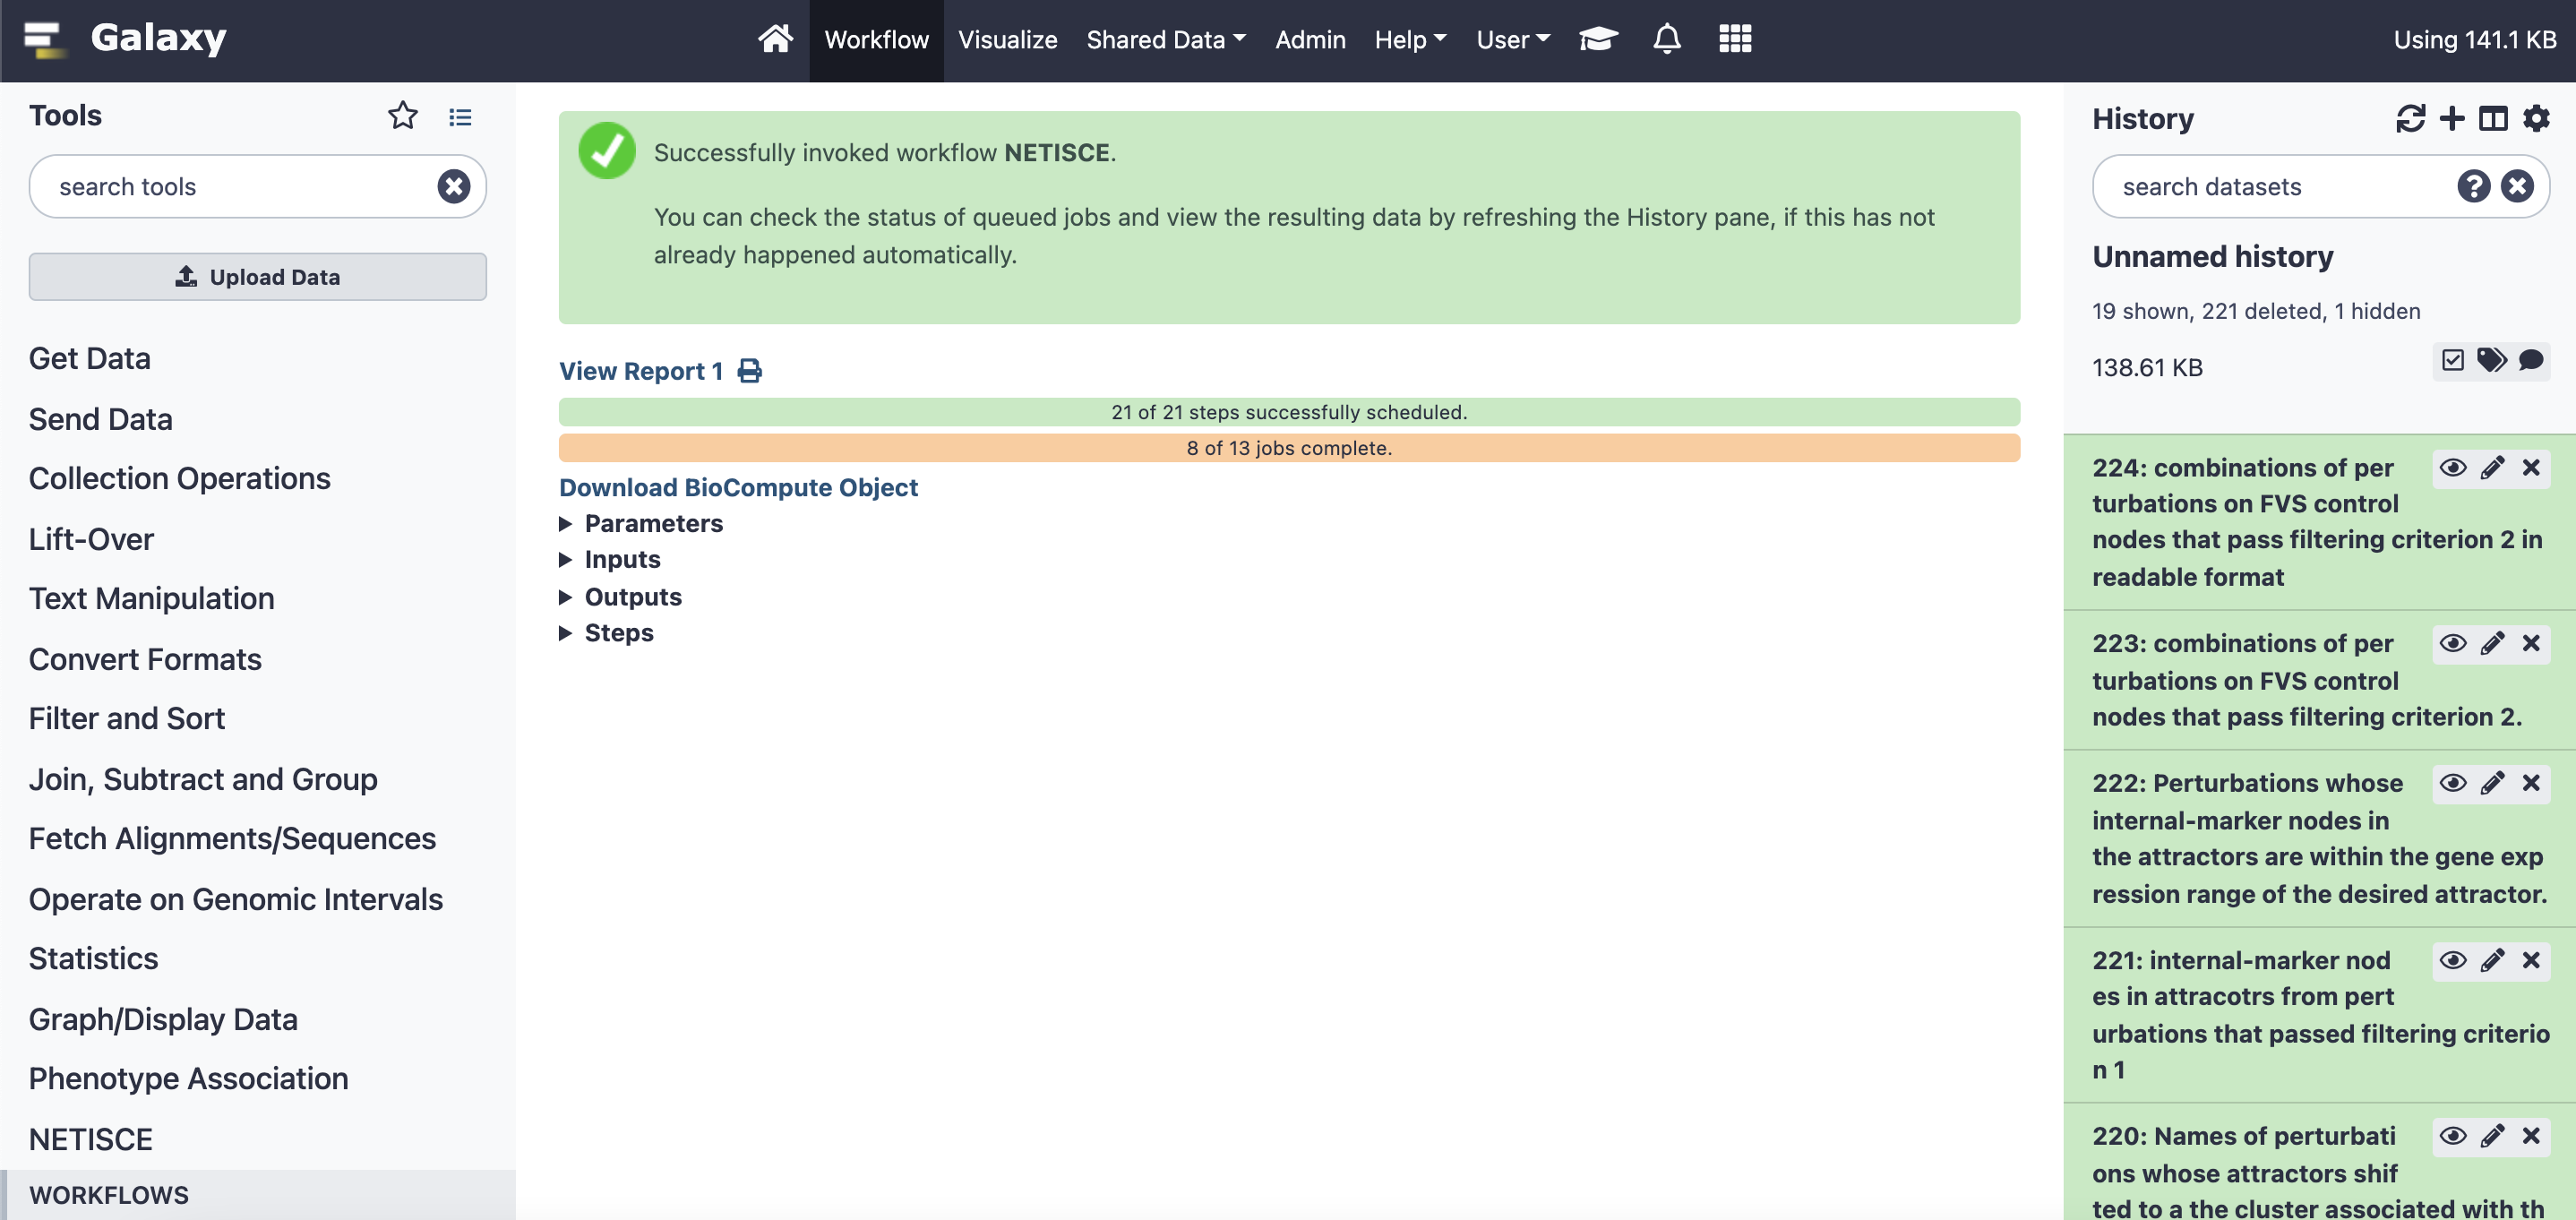 Galaxy
Workflow Visualize Shared Data Admin Help User
Using 141.1 KB
Tools
search tools
Upload Data
Get Data
Send Data
Collection Operations
Lift-Over
Text Manipulation
Convert Formats
Filter and Sort
Join, Subtract and Group
Fetch Alignments/Sequences
Operate on Genomic Intervals
Statistics
Graph/Display Data
Phenotype Association
NETISCE
WORKFLOWS
Successfully invoked workflow NETISCE.
You can check the status of queued jobs and view the resulting data by refreshing the History pane, if this has not
already happened automatically.
View Report 1
21 of 21 steps successfully scheduled.
8 of 13 jobs complete.
Download BioCompute Object
Parameters
Inputs
Outputs
Steps
History
search datasets
Unnamed history
19 shown, 221 deleted, 1 hidden
138.61 KB
224: combinations of per
turbations on FVS control
nodes that pass filtering criterion 2 in
readable format
223: combinations of per
turbations on FVS control
nodes that pass filtering criterion 2.
222: Perturbations whose
internal-marker nodes in
the attractors are within the gene exp
ression range of the desired attractor.
221: internal-marker nod
es in attracotrs from pert
urbations that passed filtering criterio
n 1
220: Names of perturbati
ons whose attractors shif
ted to a the cluster associated with th